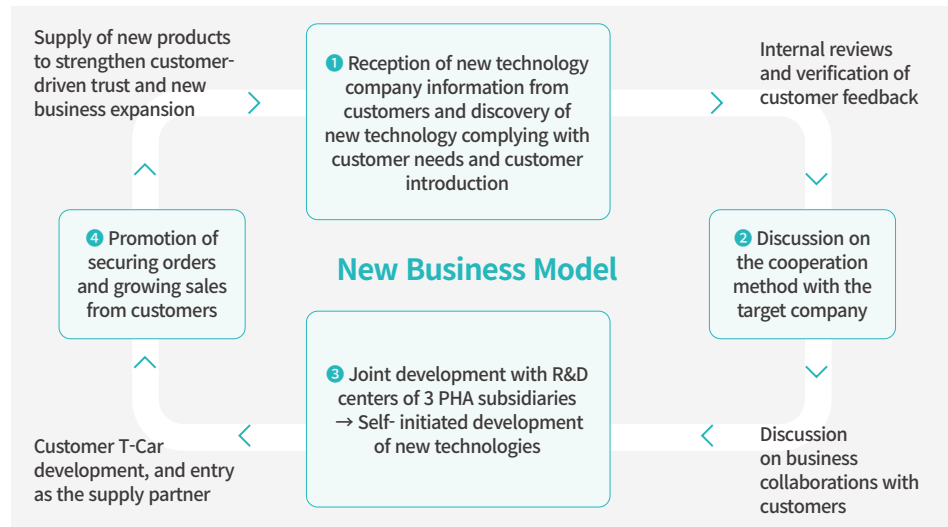 Supply of new products
to strengthen customer-
driven trust and new
business expansion
❶ Reception of new technology
company information from
customers and discovery of
new technology complying with
customer needs and customer
introduction
Internal reviews
and verification of
customer feedback
❹ Promotion of
securing orders
and growing sales
from customers
New Business Model
❷ Discussion on
the cooperation
method with the
target company
❸ Joint development with R&D
centers of 3 PHA subsidiaries
→ Self- initiated development
of new technologies
Customer T-Car
development, and entry
as the supply partner
Discussion
on business
collaborations with
customers